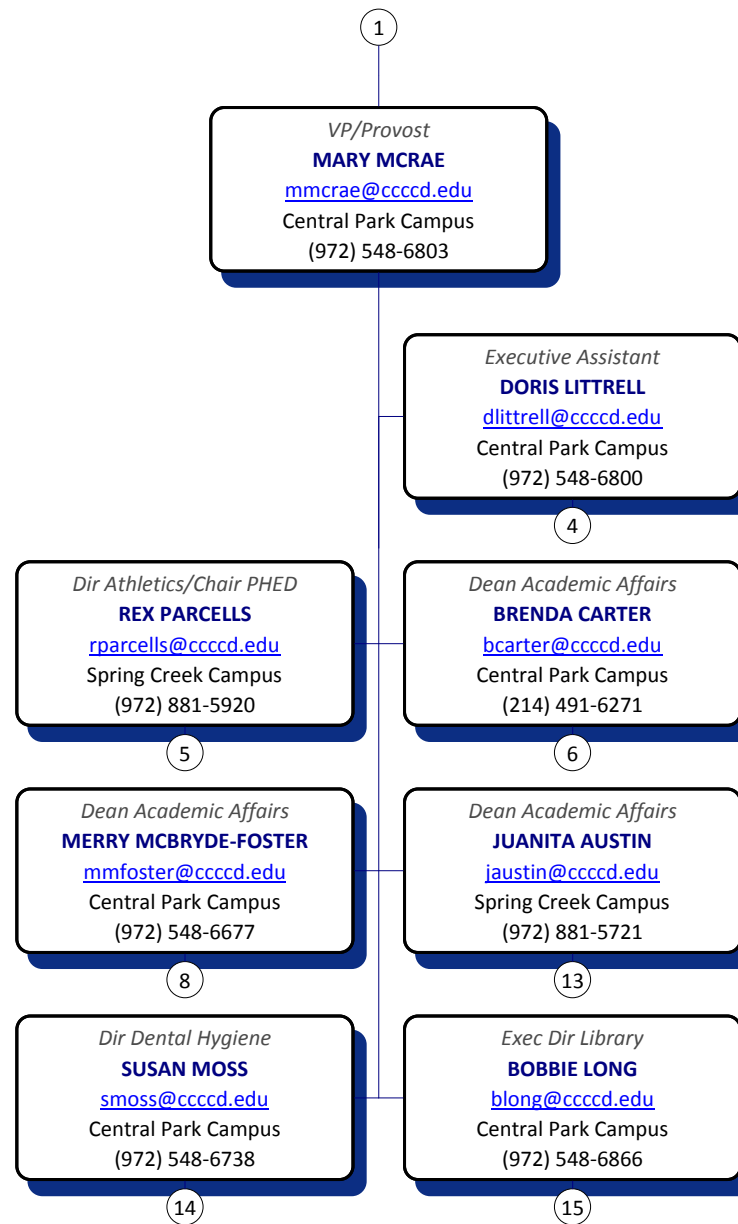 1
VP/Provost
MARY MCRAE
mmcrae@ccccd.edu
Central Park Campus
(972) 548-6803
Executive Assistant
DORIS LITTRELL
dlittrell@ccccd.edu
Central Park Campus
(972) 548-6800
4
Dir Athletics/Chair PHED
REX PARCELLS
rparcells@ccccd.edu
Spring Creek Campus
(972) 881-5920
5
Dean Academic Affairs
BRENDA CARTER
bcarter@ccccd.edu
Central Park Campus
(214) 491-6271
6
Dean Academic Affairs
MERRY MCBRYDE-FOSTER
mmfoster@ccccd.edu
Central Park Campus
(972) 548-6677
8
Dean Academic Affairs
JUANITA AUSTIN
jaustin@ccccd.edu
Spring Creek Campus
(972) 881-5721
13
Dir Dental Hygiene
SUSAN MOSS
smoss@ccccd.edu
Central Park Campus
(972) 548-6738
14
Exec Dir Library
BOBBIE LONG
blong@ccccd.edu
Central Park Campus
(972) 548-6866
15